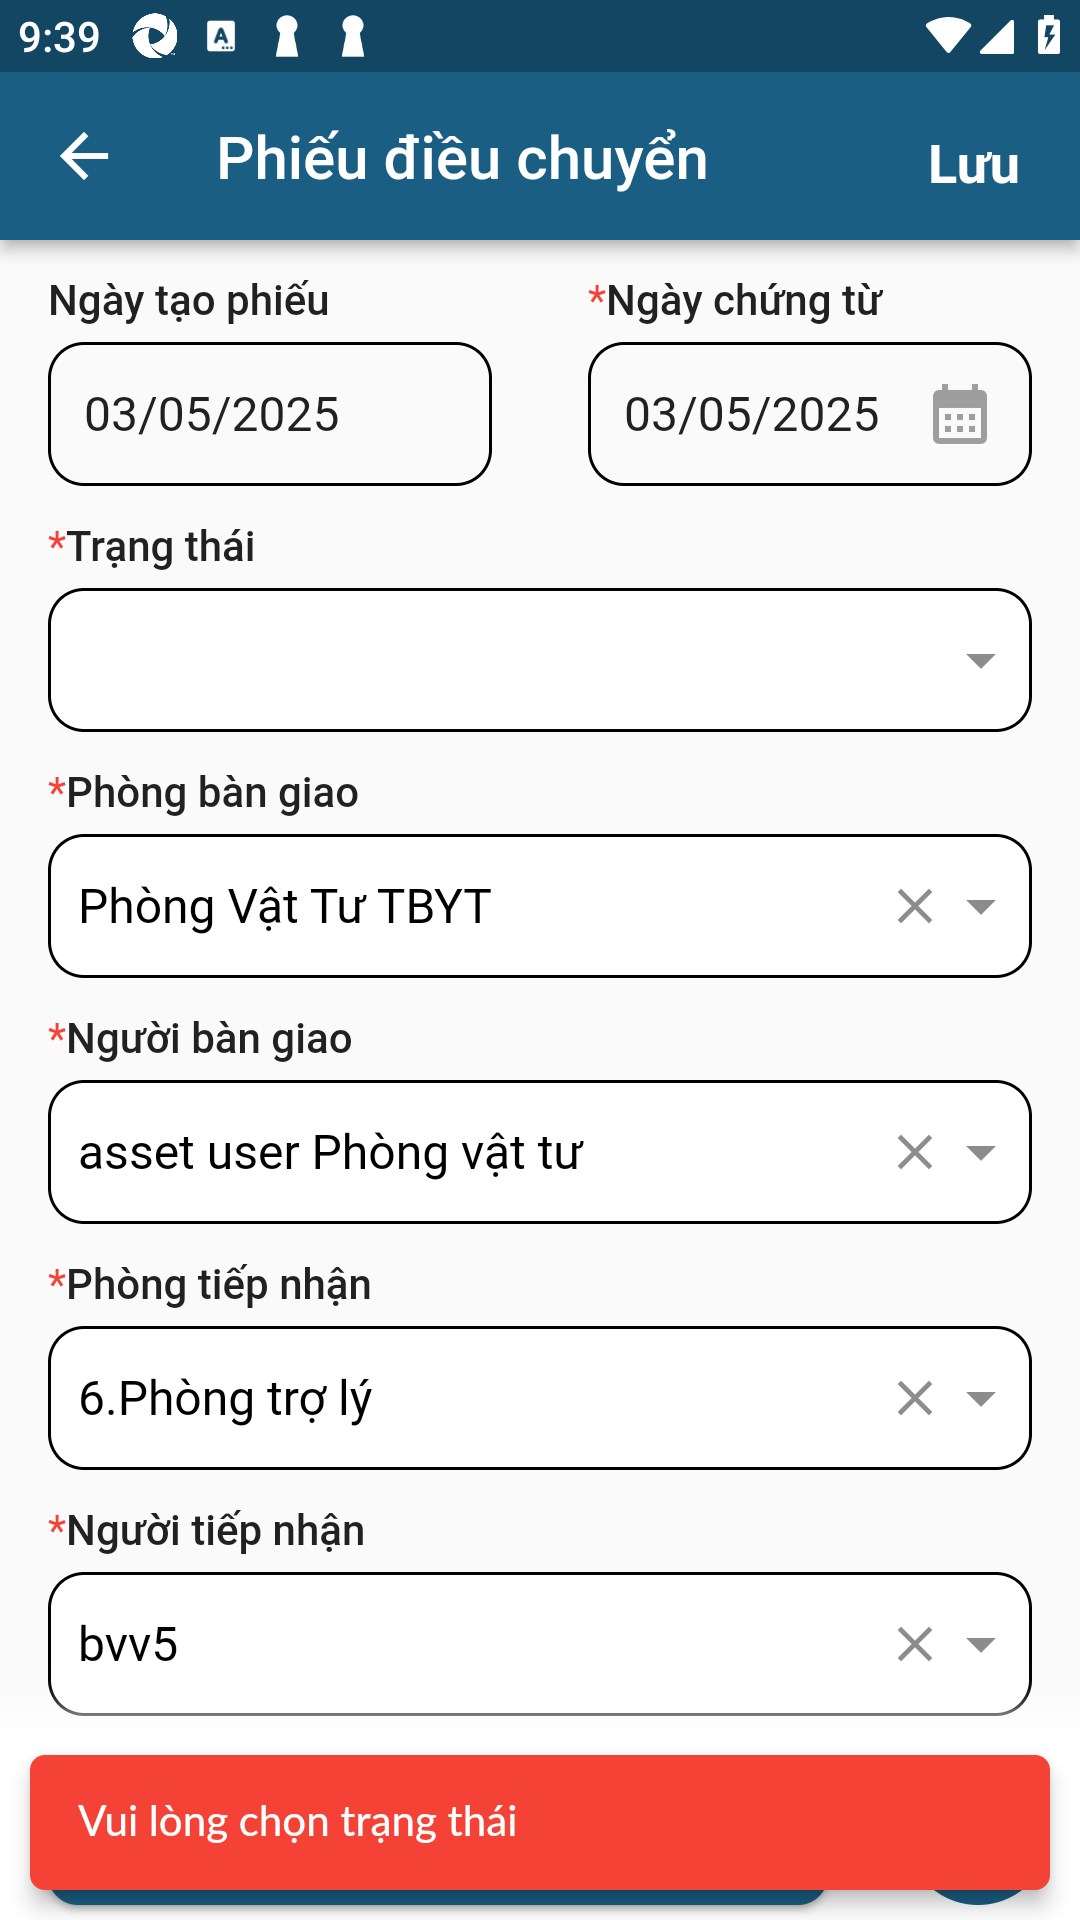 9:39
Phiếu điều chuyển
Lưu
Ngày tạo phiếu
*Ngày chứng từ
03/05/2025
03/05/2025
*Trạng thái
*Phòng bàn giao
Phòng Vật Tư TBYT
*Người bàn giao
asset user Phòng vật tư
*Phòng tiếp nhận
6.Phòng trợ lý
*Người tiếp nhận
bvv5
Vui lòng chọn trạng thái